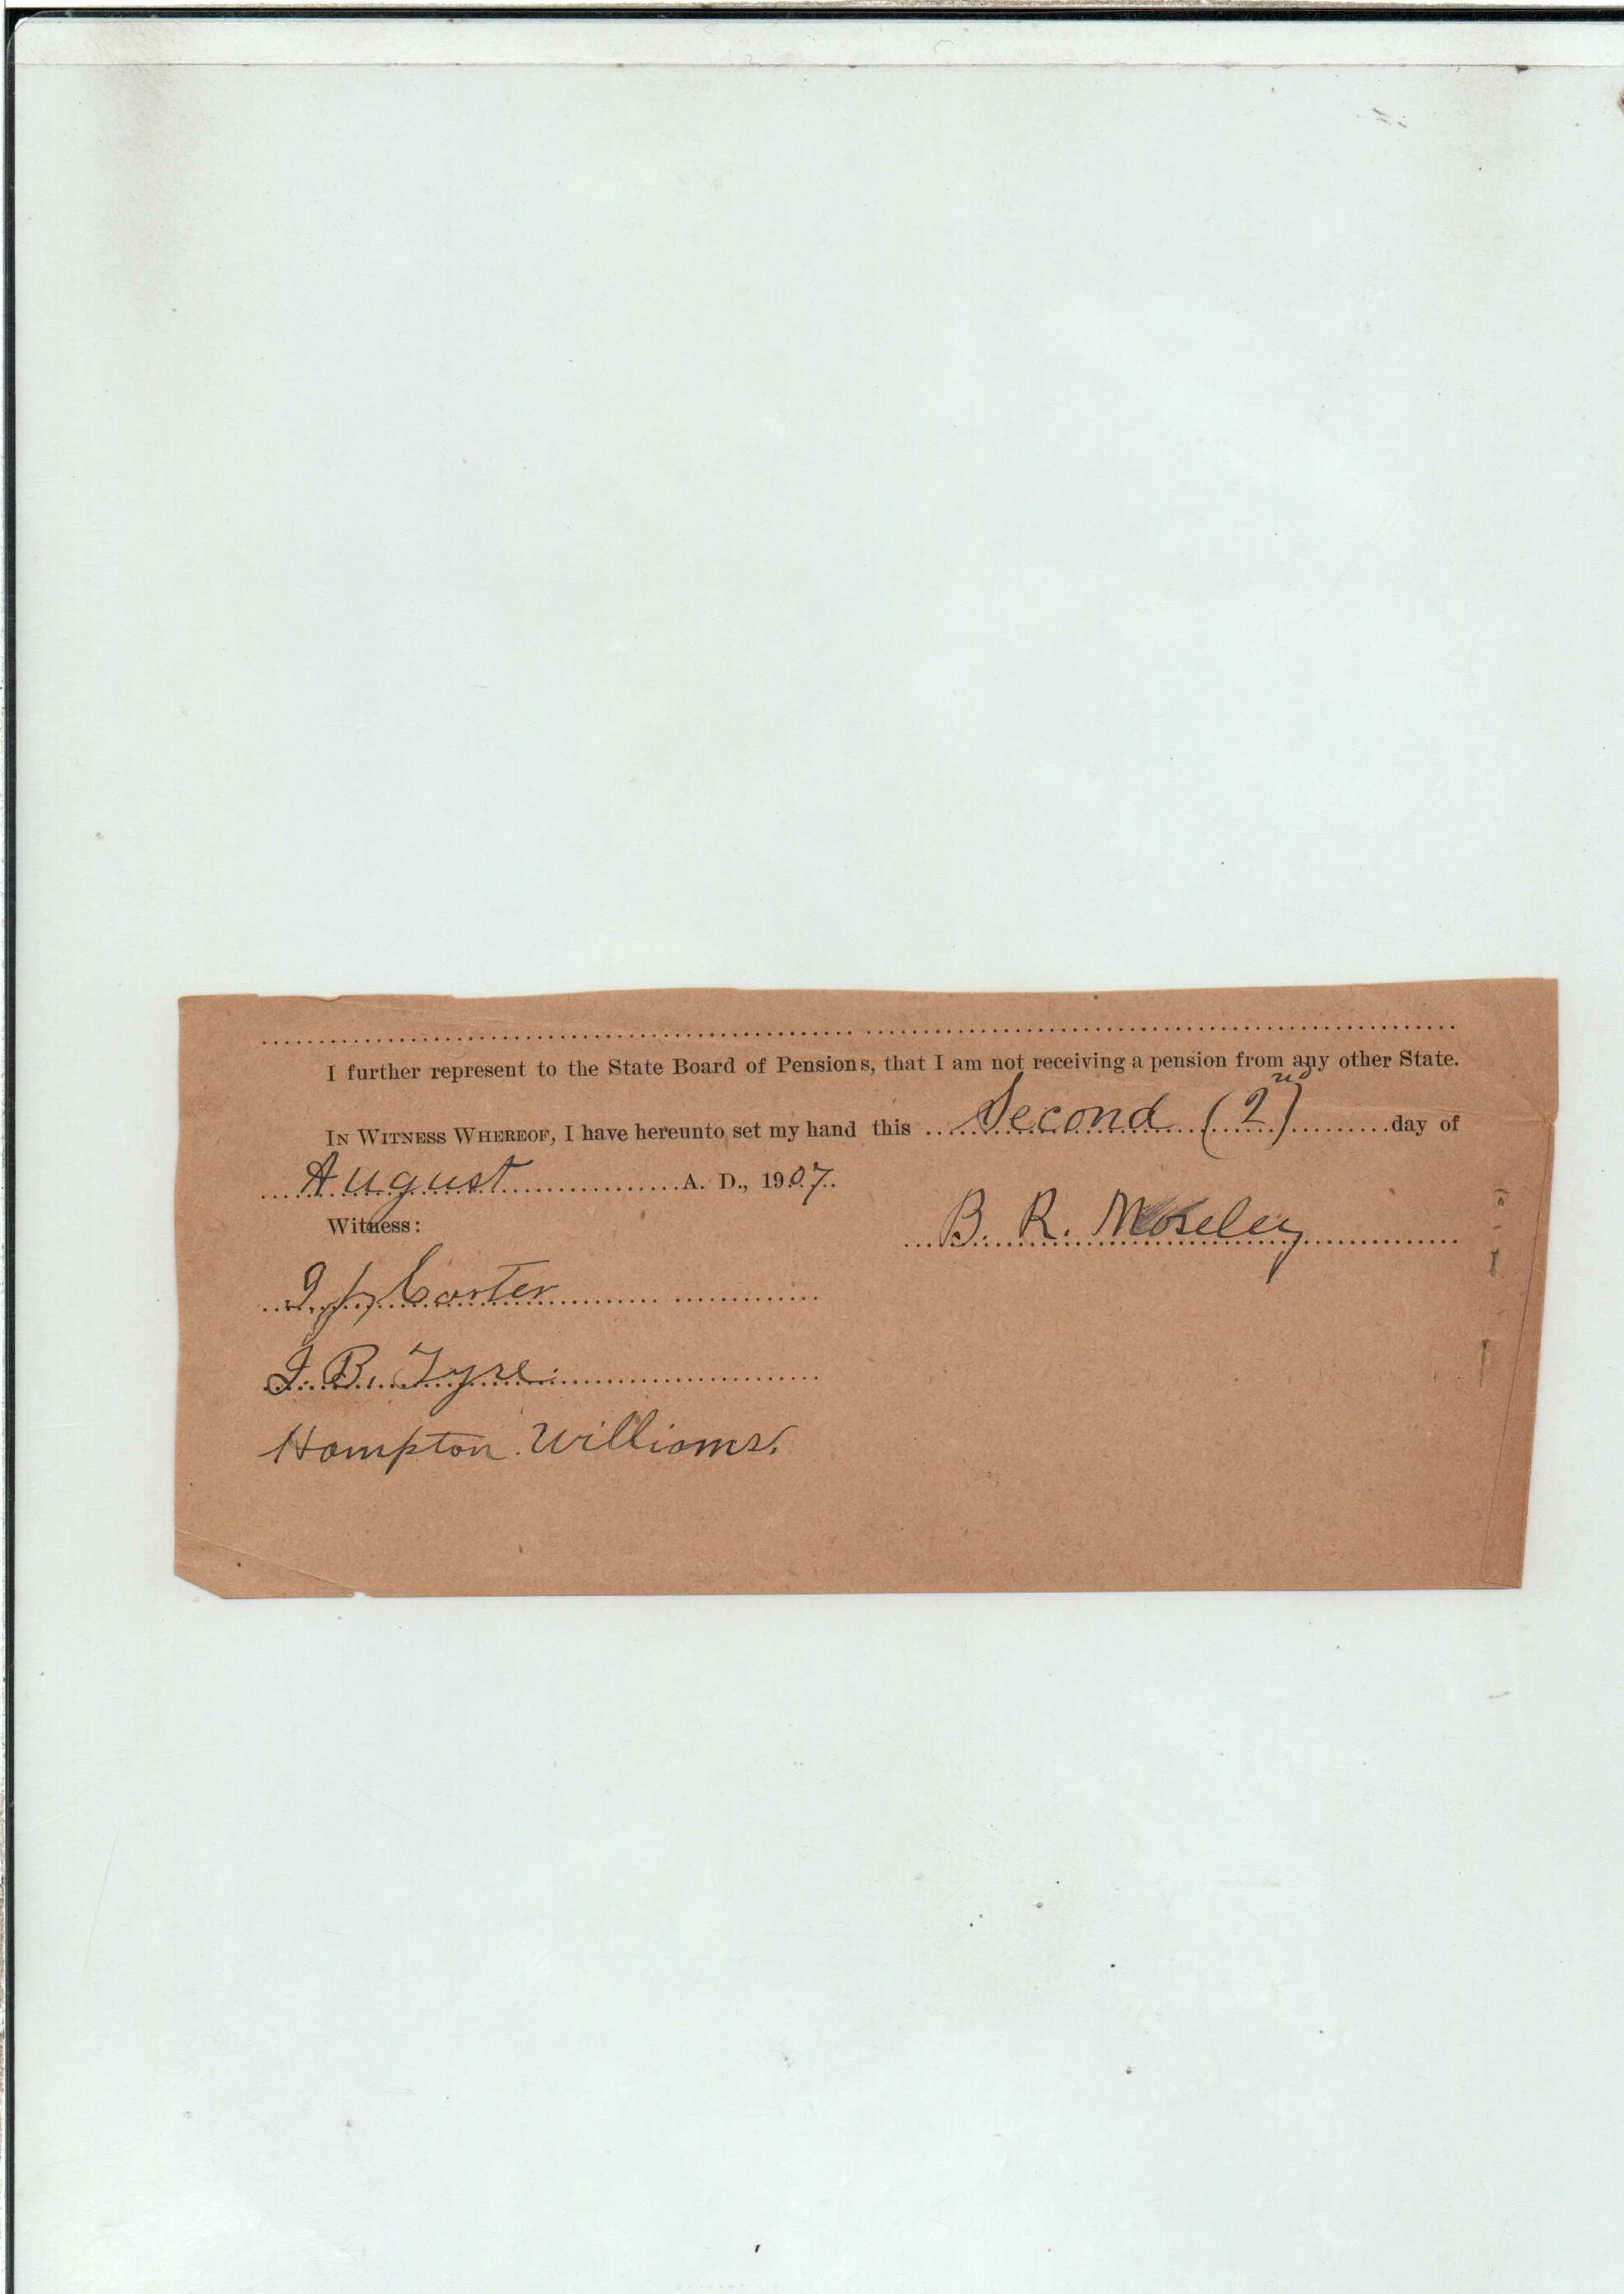 I further represent to the State Board of Pensions, that I am not receiving a pension from any other State.
IN WITNESS WHEREOF, I have hereunto set my hand this Second (2nd) day of
August A. D., 1907.
Witness:
B. R. Moseley
Carter
J. B. Tyre
Hampton Williams.